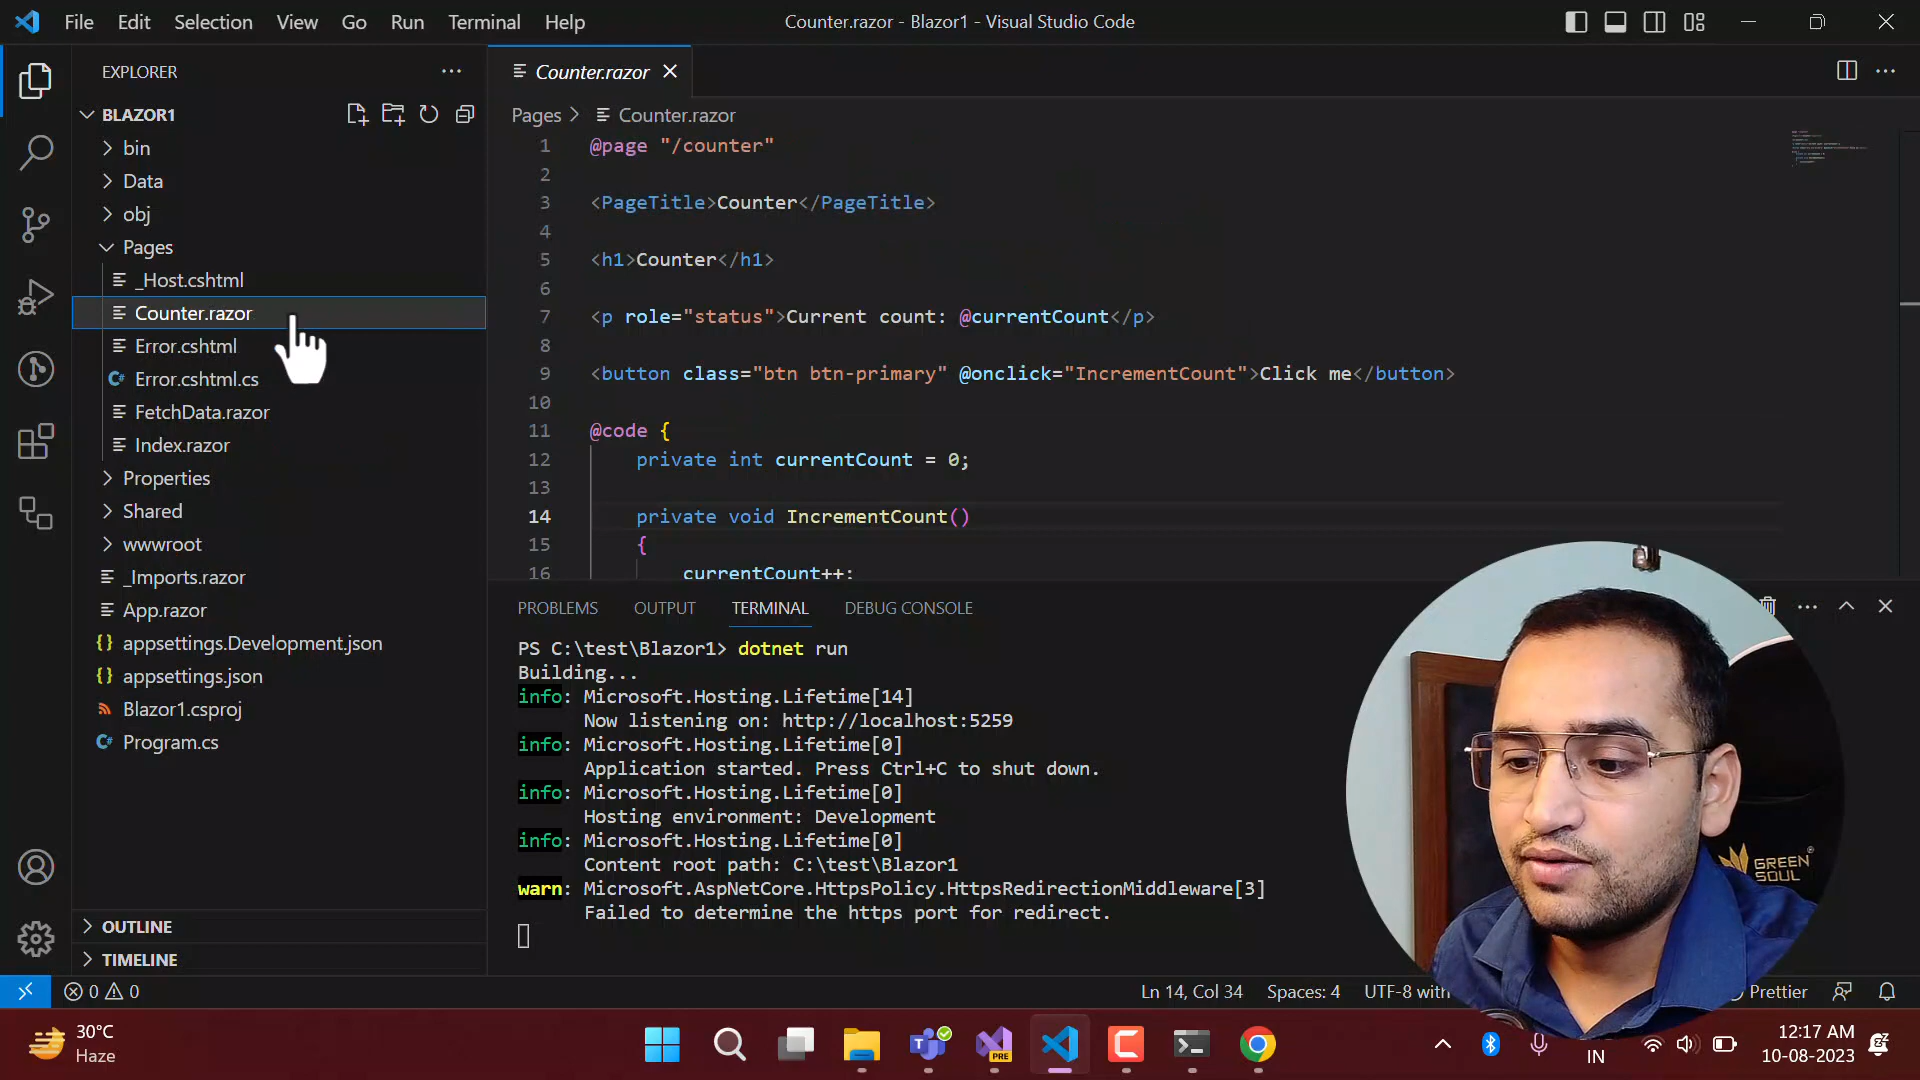 File Edit Selection View Go Run Terminal Help
Counter.razor - Blazor1 - Visual Studio Code
EXPLORER
BLAZOR1
bin
Data
obj
Pages
_Host.cshtml
Counter.razor
Error.cshtml
Error.cshtml.cs
FetchData.razor
Index.razor
Properties
Shared
wwwroot
_Imports.razor
App.razor
appsettings.Development.json
appsettings.json
Blazor1.csproj
Program.cs
OUTLINE
TIMELINE
Counter.razor
Pages > Counter.razor
1 @page "/counter"
2
3 <PageTitle>Counter</PageTitle>
4
5 <h1>Counter</h1>
6
7 <p role="status">Current count: @currentCount</p>
8
9 <button class="btn btn-primary" @onclick="IncrementCount">Click me</button>
10
11 @code {
12 private int currentCount = 0;
13
14 private void IncrementCount()
15 {
16 currentCount++;
PROBLEMS OUTPUT TERMINAL DEBUG CONSOLE
PS C:\test\Blazor1> dotnet run
Building...
info: Microsoft.Hosting.Lifetime[14]
Now listening on: http://localhost:5259
info: Microsoft.Hosting.Lifetime[0]
Application started. Press Ctrl+C to shut down.
info: Microsoft.Hosting.Lifetime[0]
Hosting environment: Development
info: Microsoft.Hosting.Lifetime[0]
Content root path: C:\test\Blazor1
warn: Microsoft.AspNetCore.HttpsPolicy.HttpsRedirectionMiddleware[3]
Failed to determine the https port for redirect.
GREEN
SOUL
0 0
Ln 14, Col 34 Spaces: 4 UTF-8 with Prettier
30°C
Haze
PRE
IN
12:17 AM
10-08-2023